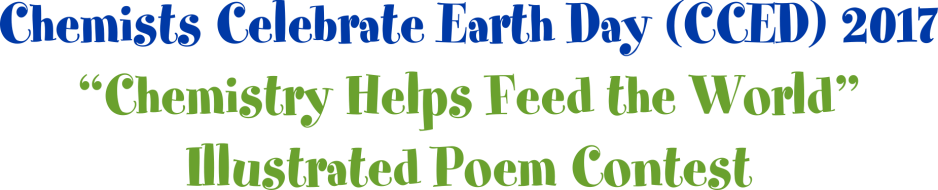 Chemists Celebrate Earth Day (CCED) 2017
“Chemistry Helps Feed the World”
Illustrated Poem Contest